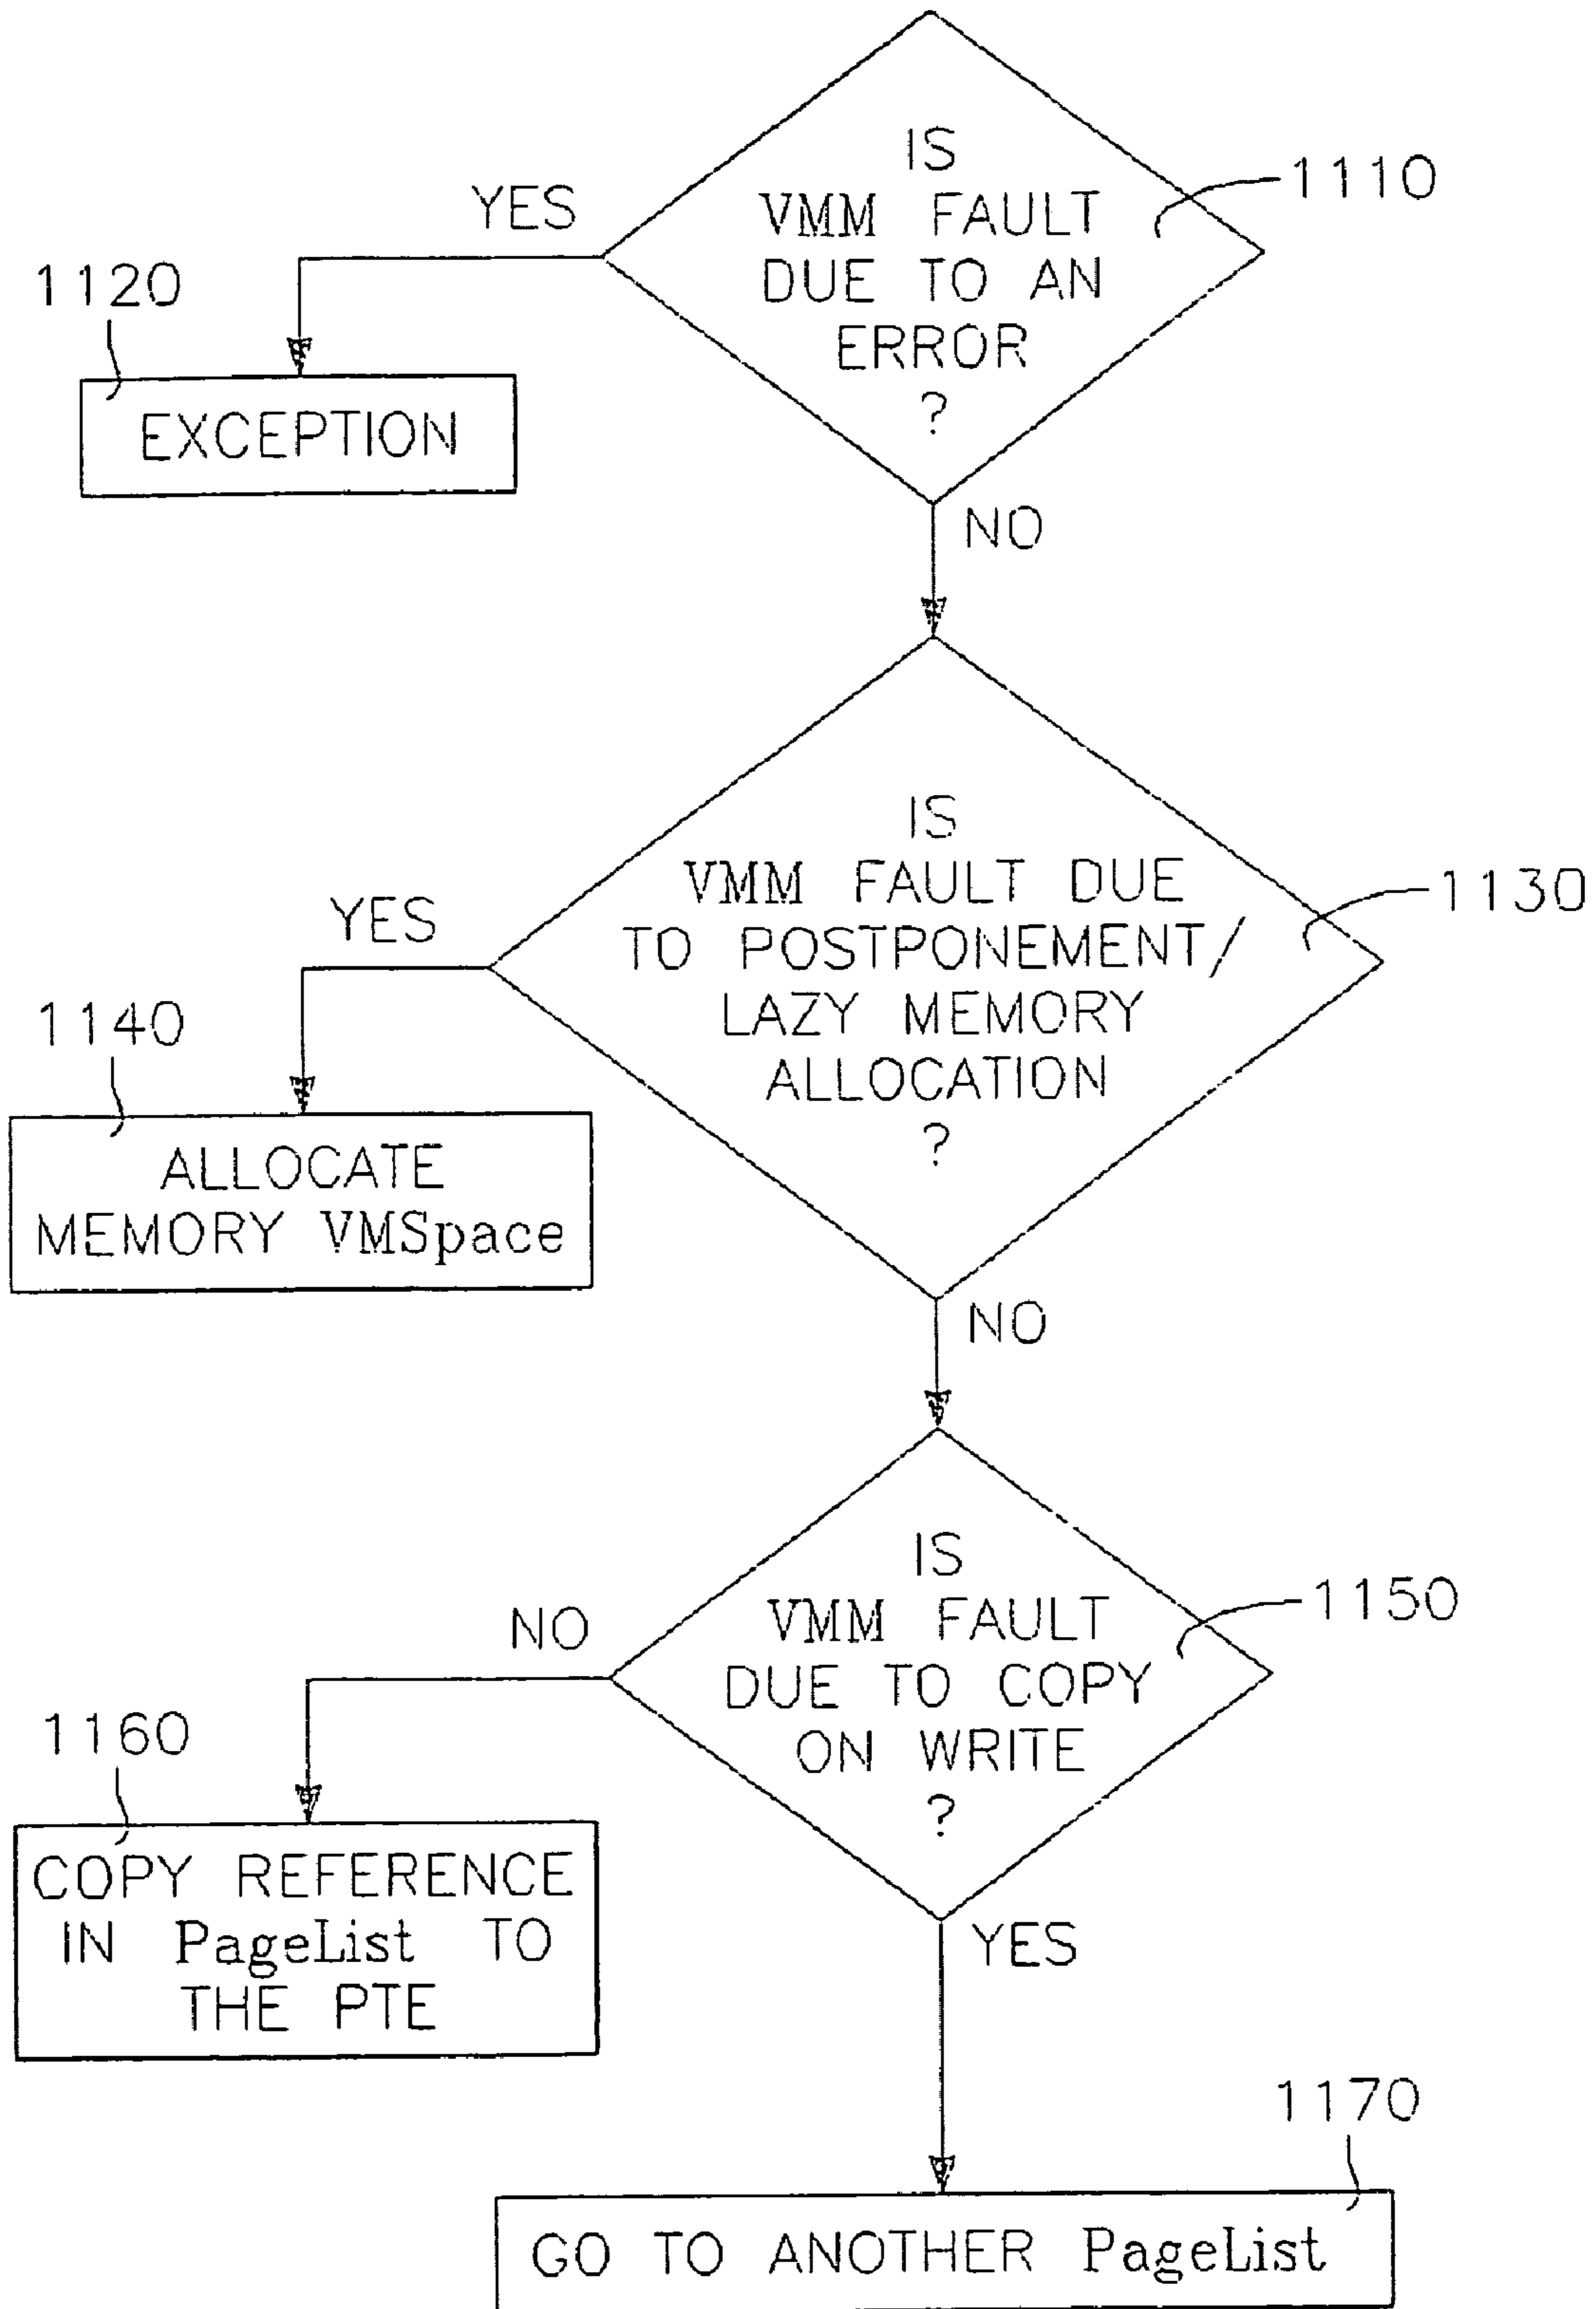 IS
VMM FAULT
DUE TO AN
ERROR
?
1110
YES
1120
EXCEPTION
NO
IS
VMM FAULT DUE
TO POSTPONEMENT/
LAZY MEMORY
ALLOCATION
?
1130
YES
1140
ALLOCATE
MEMORY VMSpace
NO
IS
VMM FAULT
DUE TO COPY
ON WRITE
?
1150
NO
1160
COPY REFERENCE
IN PageList TO
THE PTE
YES
1170
GO TO ANOTHER PageList